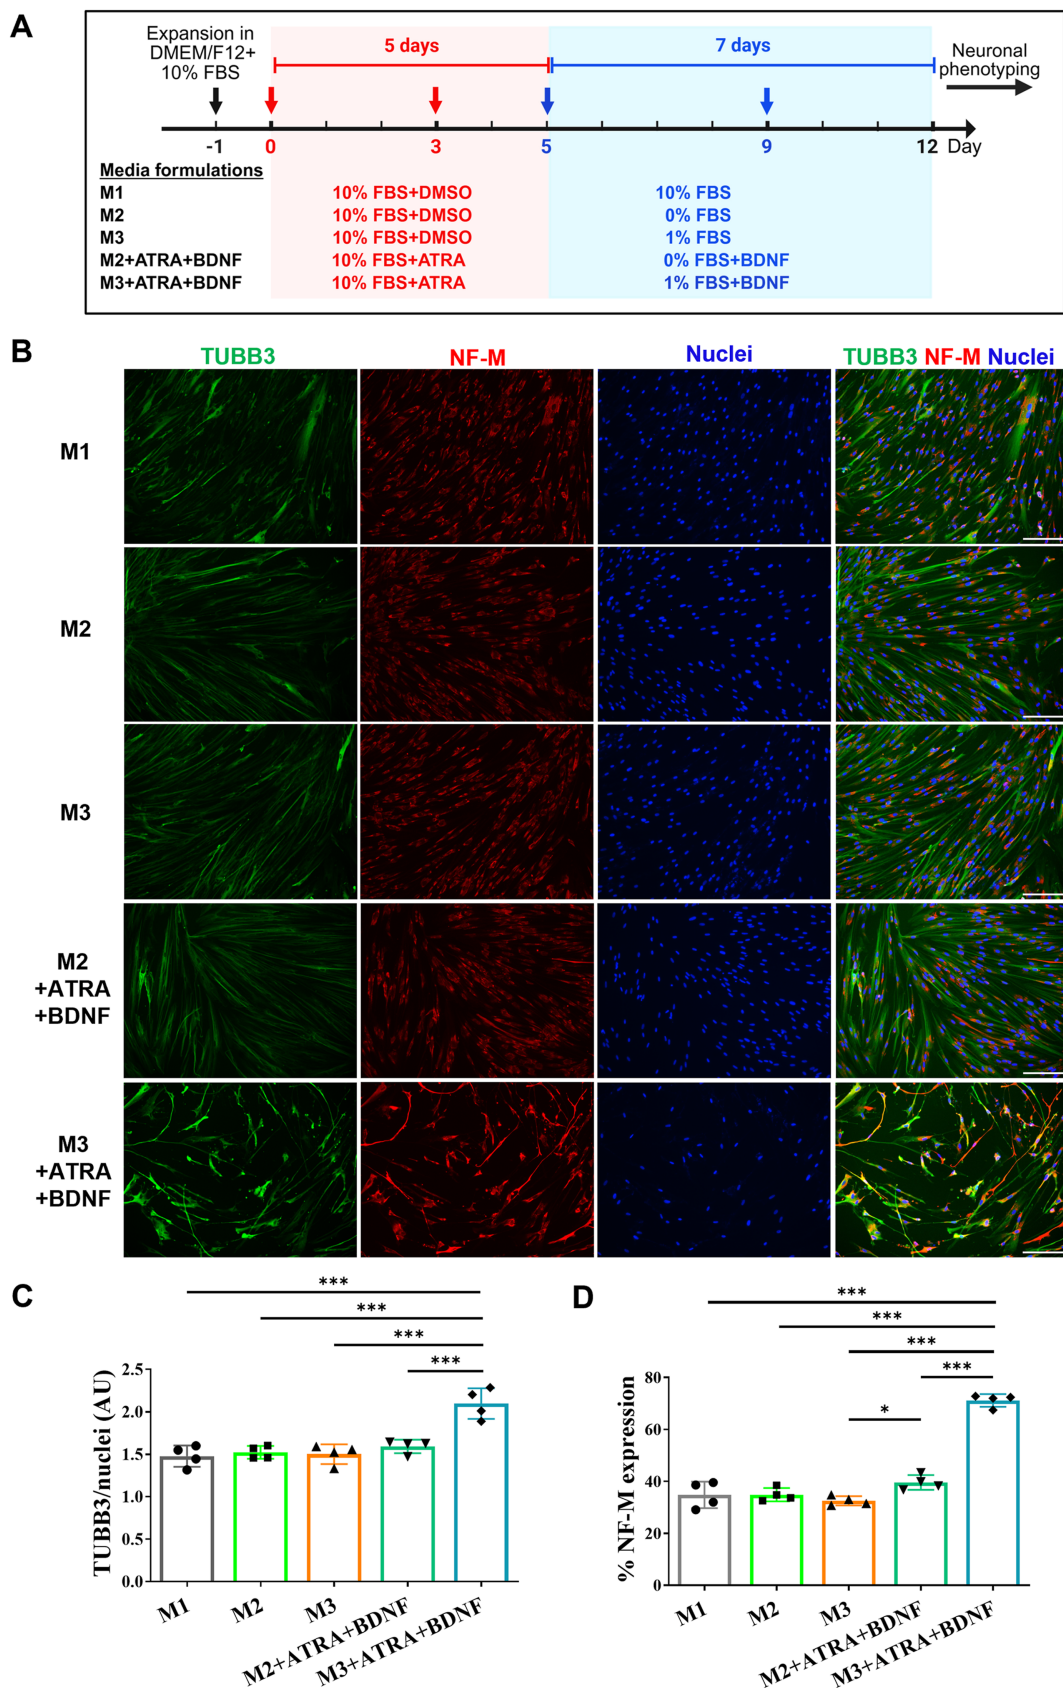 A
Expansion in
DMEM/F12+
10% FBS
5 days
7 days
Neuronal
phenotyping
-1 0 3 5 9 12 Day
Media formulations
M1 10% FBS+DMSO 10% FBS
M2 10% FBS+DMSO 0% FBS
M3 10% FBS+DMSO 1% FBS
M2+ATRA+BDNF 10% FBS+ATRA 0% FBS+BDNF
M3+ATRA+BDNF 10% FBS+ATRA 1% FBS+BDNF
B
TUBB3 NF-M Nuclei TUBB3 NF-M Nuclei
M1
M2
M3
M2
+ATRA
+BDNF
M3
+ATRA
+BDNF
C
***
***
***
***
TUBB3/nuclei (AU)
2.5
2.0
1.5
1.0
0.5
0.0
M1
M2
M3
M2+ATRA+BDNF
M3+ATRA+BDNF
D
***
***
***
***
*
% NF-M expression
80
60
40
20
0
M1
M2
M3
M2+ATRA+BDNF
M3+ATRA+BDNF